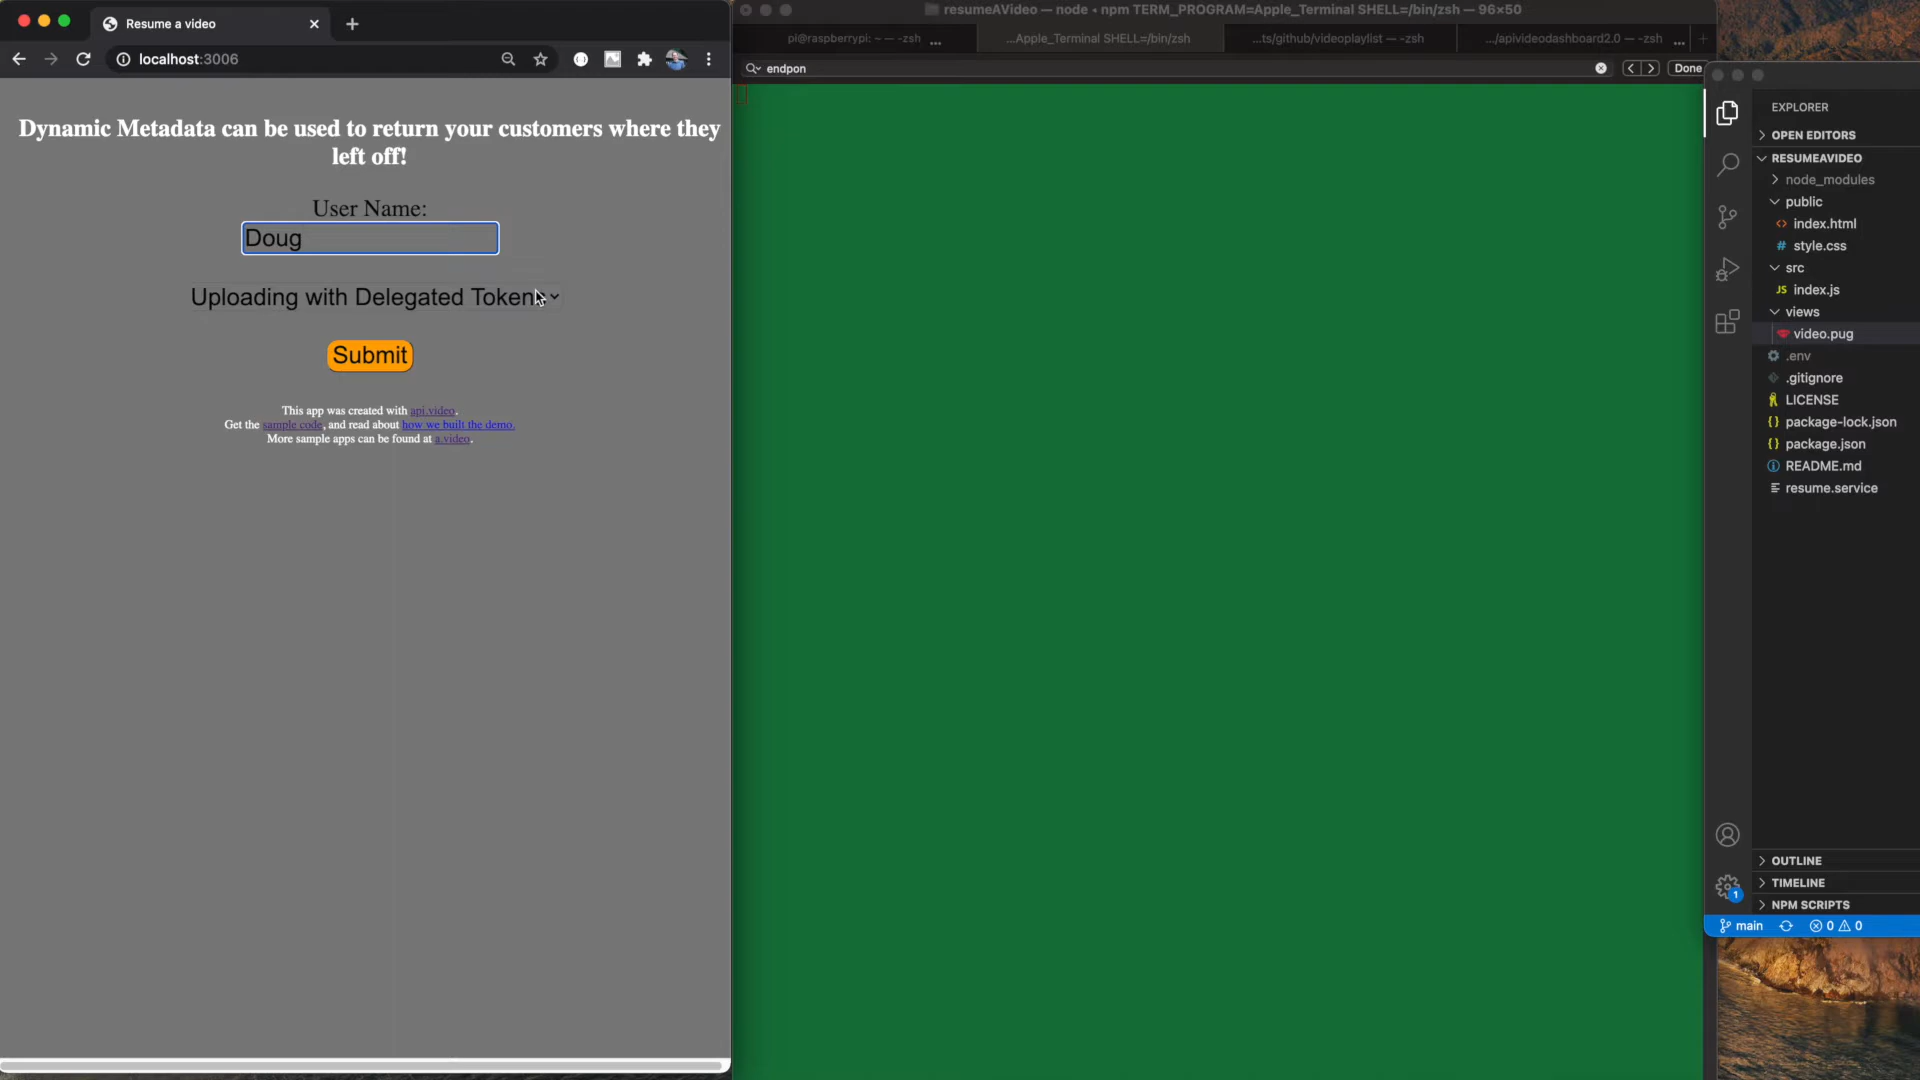 Resume a video
localhost:3006
Dynamic Metadata can be used to return your customers where they
left off!
User Name:
Doug
Uploading with Delegated Token
Submit
This app was created with api.video.
Get the sample code, and read about how we built the demo.
More sample apps can be found at a.video.
resumeAVideo — node ◂ npm TERM_PROGRAM=Apple_Terminal SHELL=/bin/zsh — 96×50
pi@raspberrypi: ~ — -zsh ...
...Apple_Terminal SHELL=/bin/zsh
...ts/github/videoplaylist — -zsh
.../apivideodashboard2.0 — -zsh ...
endpon
Done
EXPLORER
OPEN EDITORS
RESUMEAVIDEO
node_modules
public
<> index.html
# style.css
src
JS index.js
views
video.pug
.env
.gitignore
LICENSE
{} package-lock.json
{} package.json
README.md
resume.service
OUTLINE
TIMELINE
NPM SCRIPTS
1
main 0 0